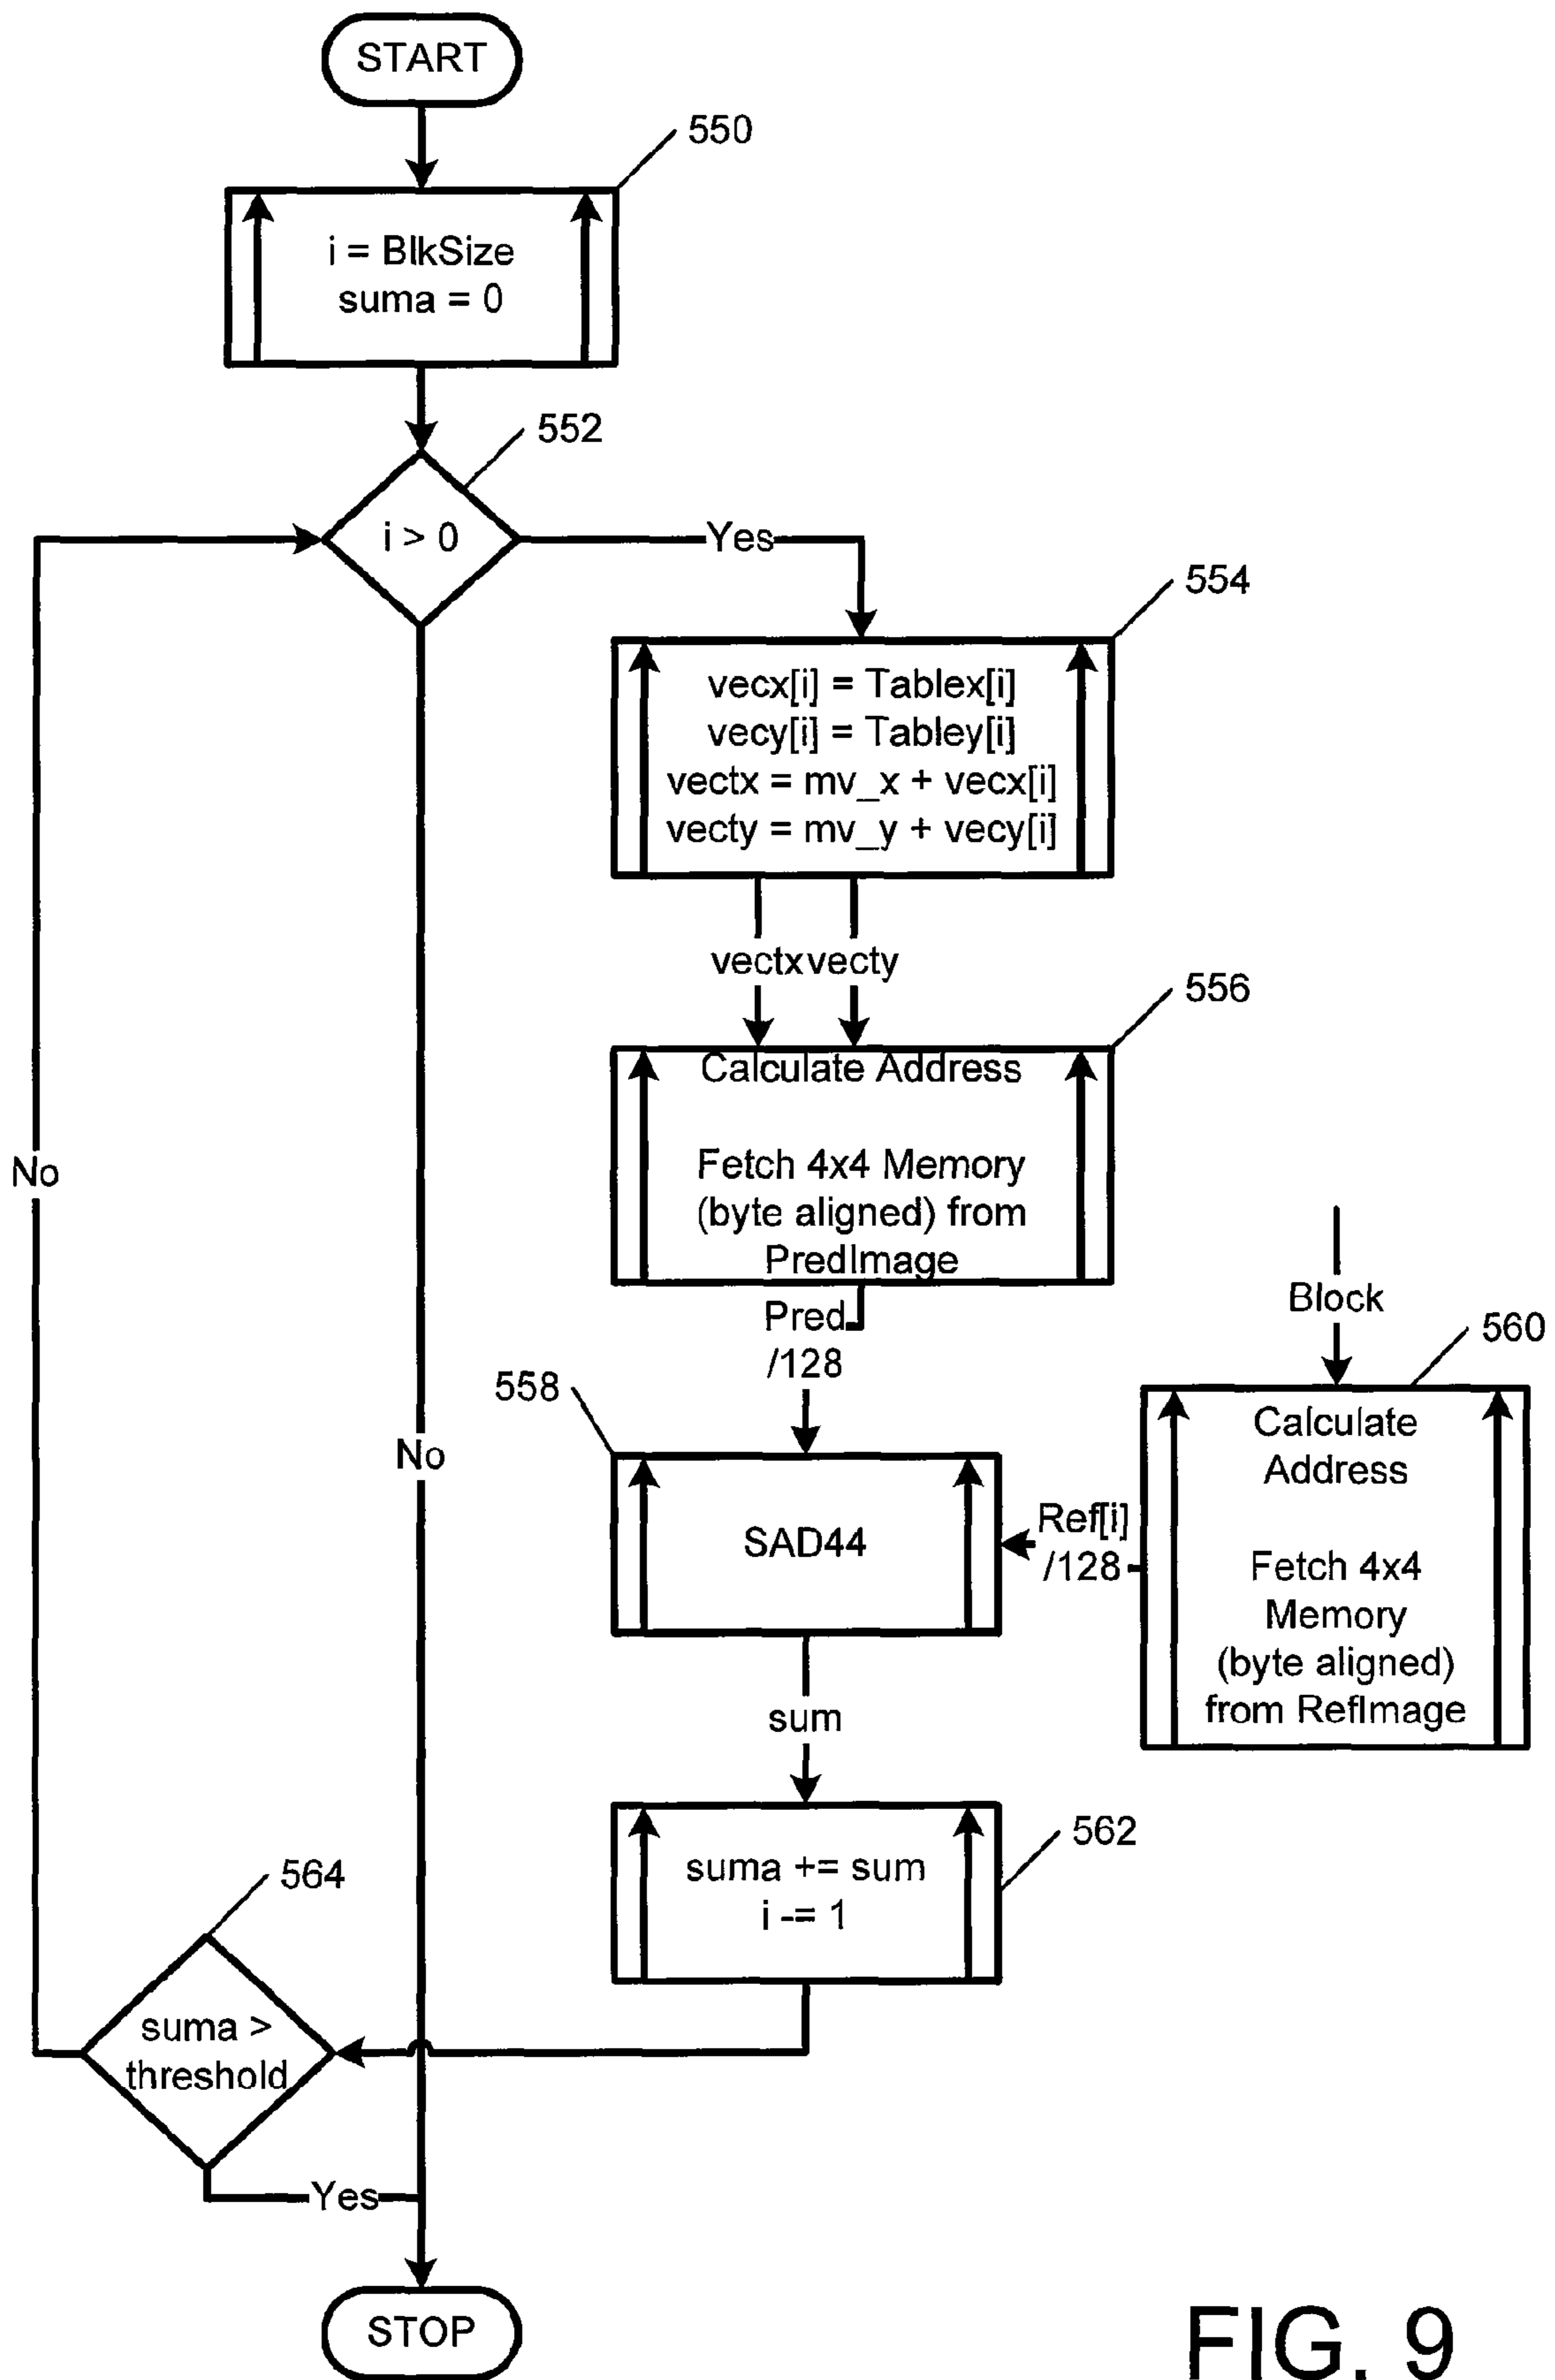 START
550
i = BlkSize
suma = 0
552
i > 0
Yes
554
vecx[i] = Tablex[i]
vecy[i] = Tabley[i]
vectx = mv_x + vecx[i]
vecty = mv_y + vecy[i]
vectx vecty
556
Calculate Address
Fetch 4x4 Memory
(byte aligned) from
PredImage
No
Block
Pred
/128
560
558
Calculate
Address
No
Ref[i]
/128
SAD44
Fetch 4x4
Memory
(byte aligned)
from RefImage
sum
562
suma += sum
i -= 1
564
suma >
threshold
Yes
STOP
FIG. 9